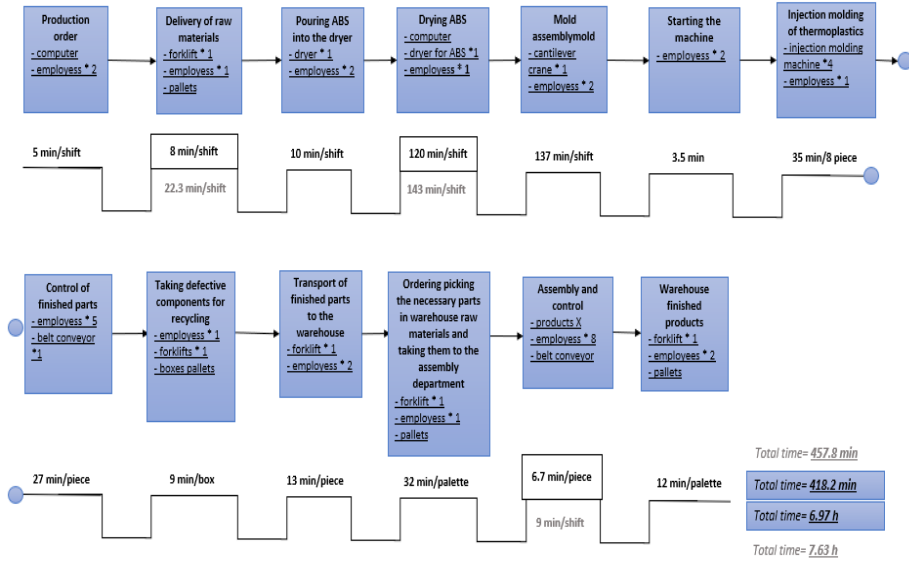 Production
order
- computer
- employess * 2
Delivery of raw
materials
- forklift * 1
- employess * 1
- pallets
Pouring ABS
into the dryer
- dryer * 1
- employess * 2
Drying ABS
- computer
- dryer for ABS *1
- employess * 1
Mold
assemblymold
- cantilever
crane * 1
- employess * 2
Starting the
machine
- employess * 2
Injection molding
of thermoplastics
- injection molding
machine *4
- employess * 1
5 min/shift
8 min/shift
22.3 min/shift
10 min/shift
120 min/shift
143 min/shift
137 min/shift
3.5 min
35 min/8 piece
Control of
finished parts
- employess * 5
- belt conveyor
*1
Taking defective
components for
recycling
- employess * 1
- forklifts * 1
- boxes pallets
Transport of
finished parts
to the
warehouse
- forklift * 1
- employess * 2
Ordering picking
the necessary parts
in warehouse raw
materials and
taking them to the
assembly
department
- forklift * 1
- employess * 1
- pallets
Assembly and
control
- products X
- employess * 8
- belt conveyor
Warehouse
finished
products
- forklift * 1
- employees * 2
- pallets
27 min/piece
9 min/box
13 min/piece
32 min/palette
6.7 min/piece
9 min/shift
12 min/palette
Total time= 457.8 min
Total time= 418.2 min
Total time= 6.97 h
Total time= 7.63 h